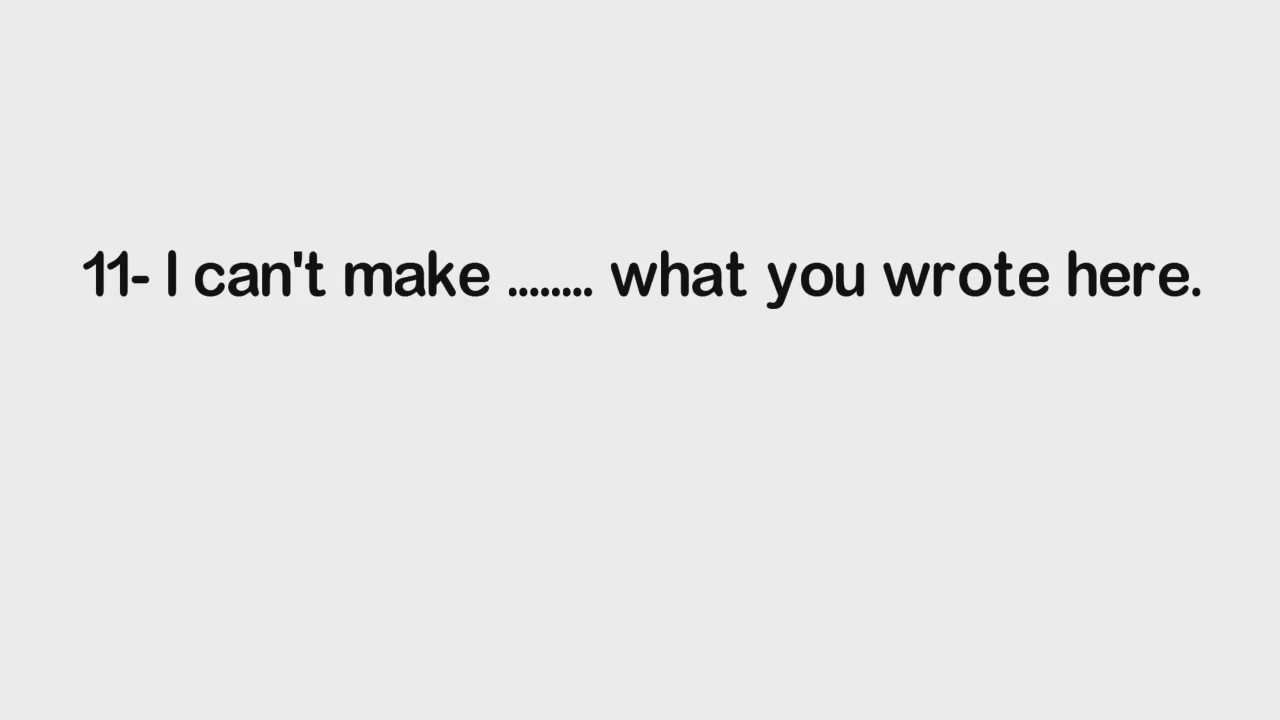 11- I can't make ........ what you wrote here.